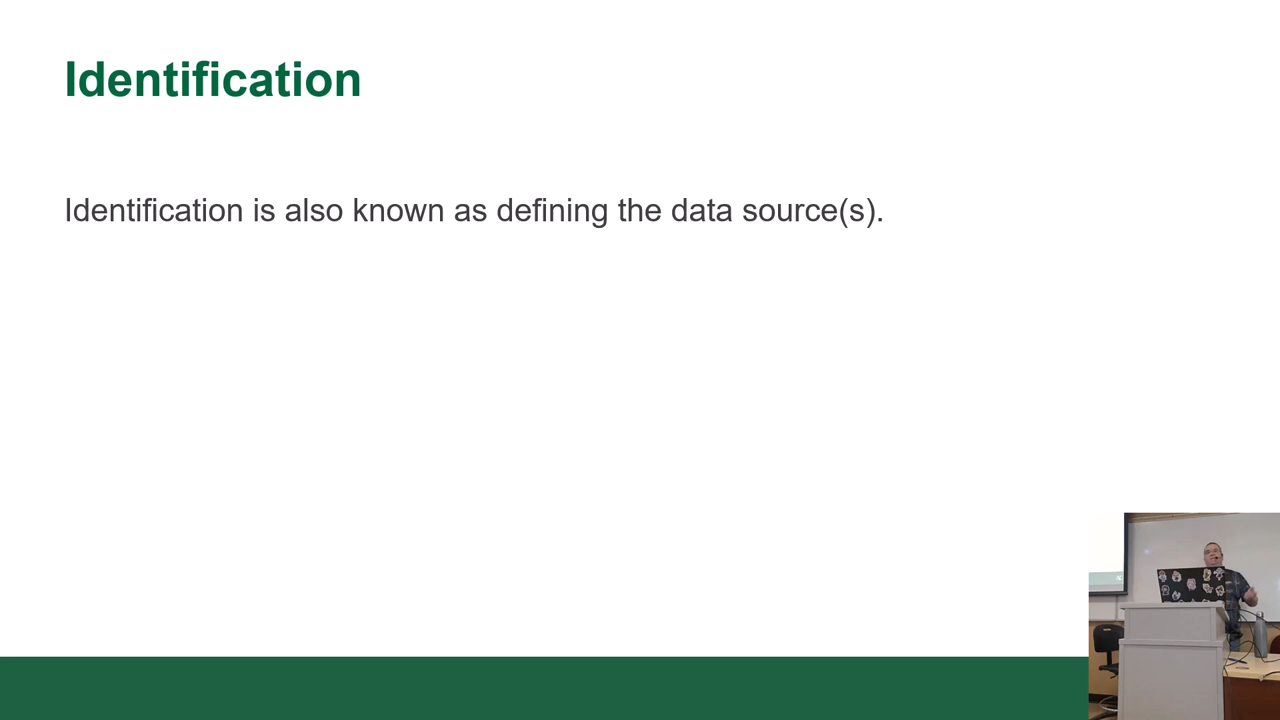 Identification
Identification is also known as defining the data source(s).